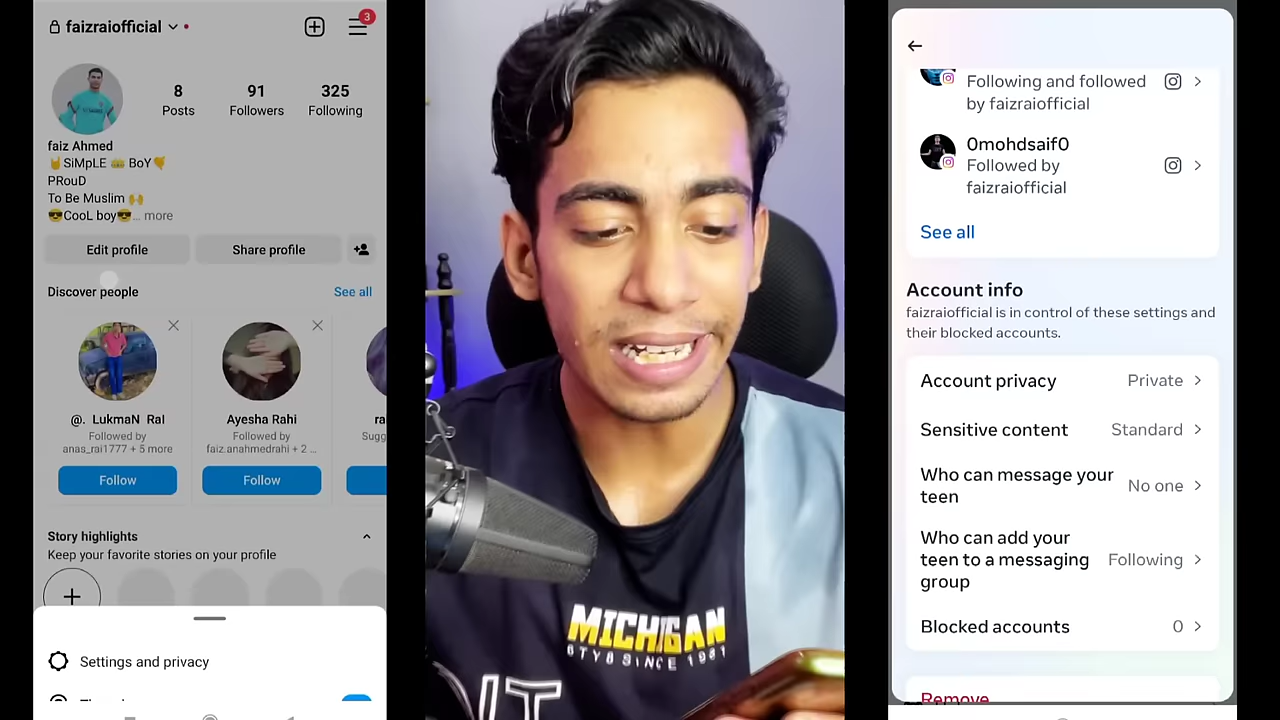 faizraiofficial
3
8
91
325
Posts
Followers
Following
faiz Ahmed
🤘SiMpLE 👑 BoY🤙
PRouD
To Be Muslim 🙌
😎CooL boy😎... more
Edit profile
Share profile
Discover people
See all
@. LukmaN RaI
Followed by
anas_rai1777 + 5 more
Follow
Ayesha Rahi
Followed by
faiz.anahmedrahi + 2 ...
Follow
ra
Sugg
Story highlights
Keep your favorite stories on your profile
Settings and privacy
MICHIGAN
SINCE
Following and followed
by faizraiofficial
0mohdsaif0
Followed by
faizraiofficial
See all
Account info
faizraiofficial is in control of these settings and
their blocked accounts.
Account privacy Private
Sensitive content Standard
Who can message your
teen
No one
Who can add your
teen to a messaging
group
Following
Blocked accounts 0
Remove